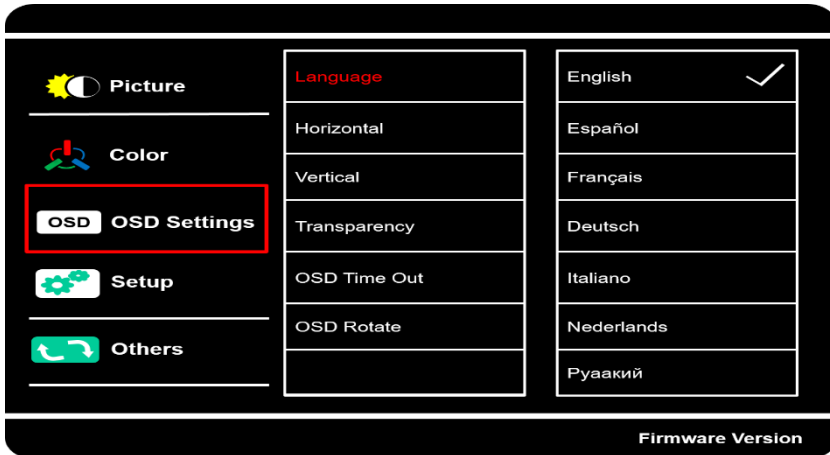 Picture
Color
OSD OSD Settings
Setup
Others
Language
Horizontal
Vertical
Transparency
OSD Time Out
OSD Rotate
English
Español
Français
Deutsch
Italiano
Nederlands
Руаакий
Firmware Version